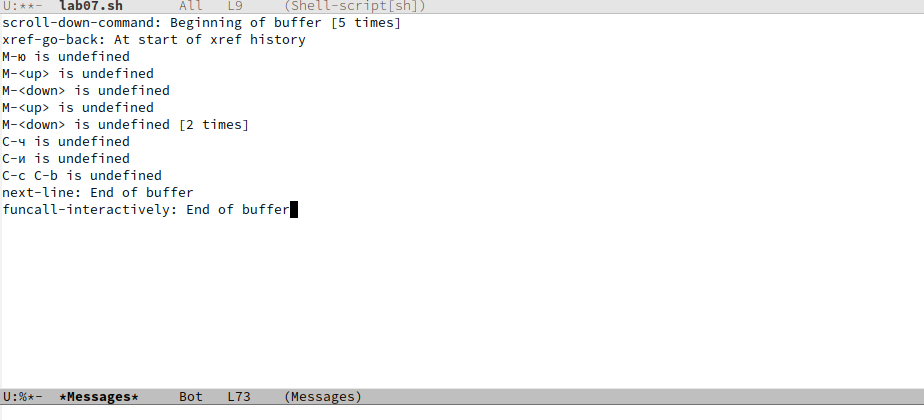 U:**-  lab07.sh       All   L9     (Shell-script[sh])
scroll-down-command: Beginning of buffer [5 times]
xref-go-back: At start of xref history
M-ю is undefined
M-<up> is undefined
M-<down> is undefined
M-<up> is undefined
M-<down> is undefined [2 times]
C-ч is undefined
C-и is undefined
C-c C-b is undefined
next-line: End of buffer
funcall-interactively: End of buffer
U:%*-  *Messages*     Bot   L73    (Messages)